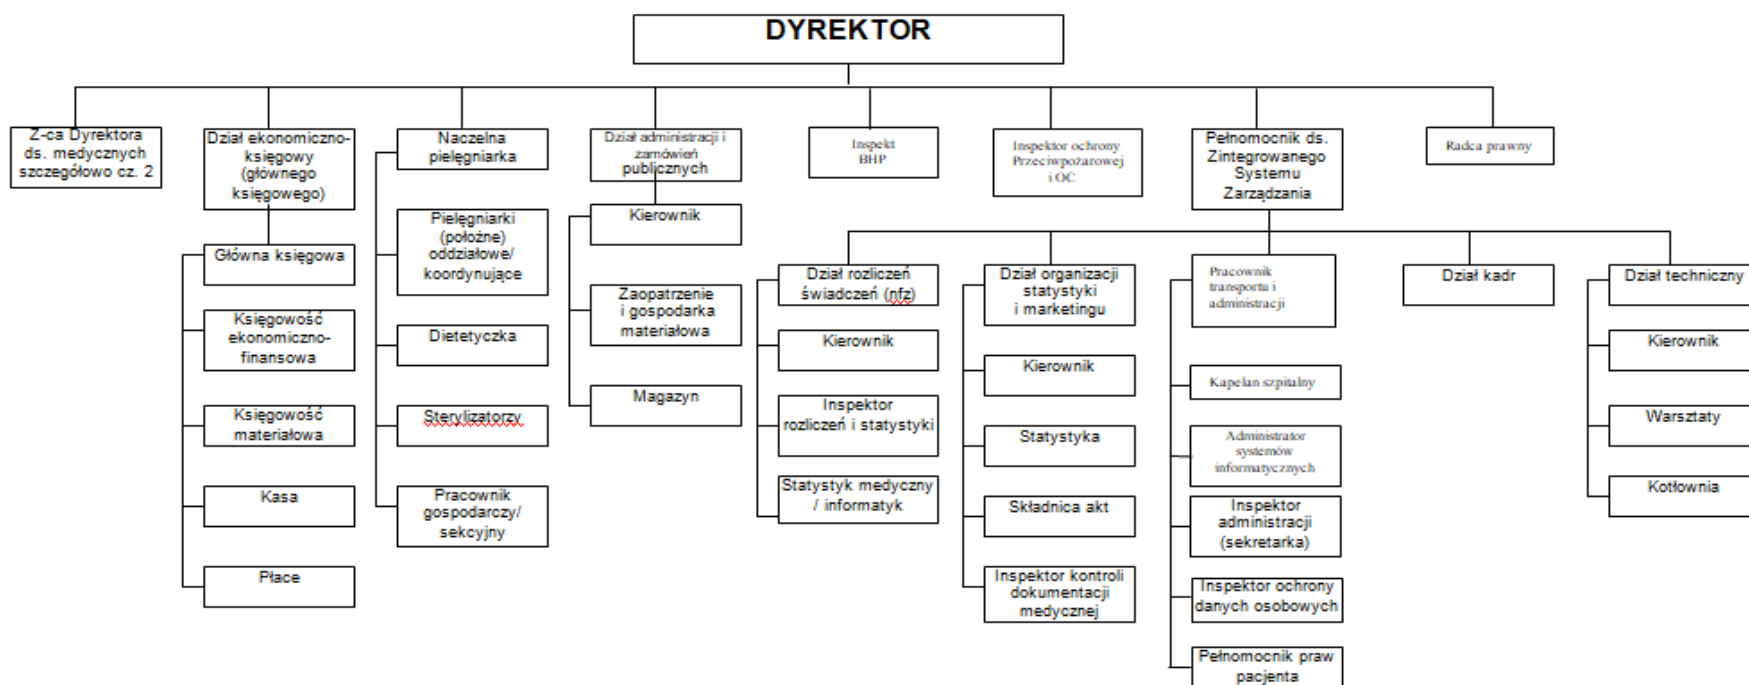 DYREKTOR
Z-ca Dyrektora
ds. medycznych
szczegółowo cz. 2
Dział ekonomiczno-
księgowy
(głównego
księgowego)
Główna księgowa
Księgowość
ekonomiczno-
finansowa
Księgowość
materiałowa
Kasa
Płace
Naczelna
pielęgniarka
Pielęgniarki
(położne)
oddziałowe/
koordynujące
Dietetyczka
Sterylizatorzy
Pracownik
gospodarczy/
sekcyjny
Dział administracji i
zamówień
publicznych
Kierownik
Zaopatrzenie
i gospodarka
materiałowa
Magazyn
Inspekt
BHP
Inspektor ochrony
Przeciwpożarowej
i OC
Pełnomocnik ds.
Zintegrowanego
Systemu
Zarządzania
Radca prawny
Dział rozliczeń
świadczeń (nfz)
Kierownik
Inspektor
rozliczeń i statystyki
Statystyk medyczny
/ informatyk
Dział organizacji
statystyki
i marketingu
Kierownik
Statystyka
Składnica akt
Inspektor kontroli
dokumentacji
medycznej
Pracownik
transportu i
administracji
Kapelan szpitalny
Administrator
systemów
informatycznych
Inspektor
administracji
(sekretarka)
Inspektor ochrony
danych osobowych
Pełnomocnik praw
pacjenta
Dział kadr
Dział techniczny
Kierownik
Warsztaty
Kotłownia